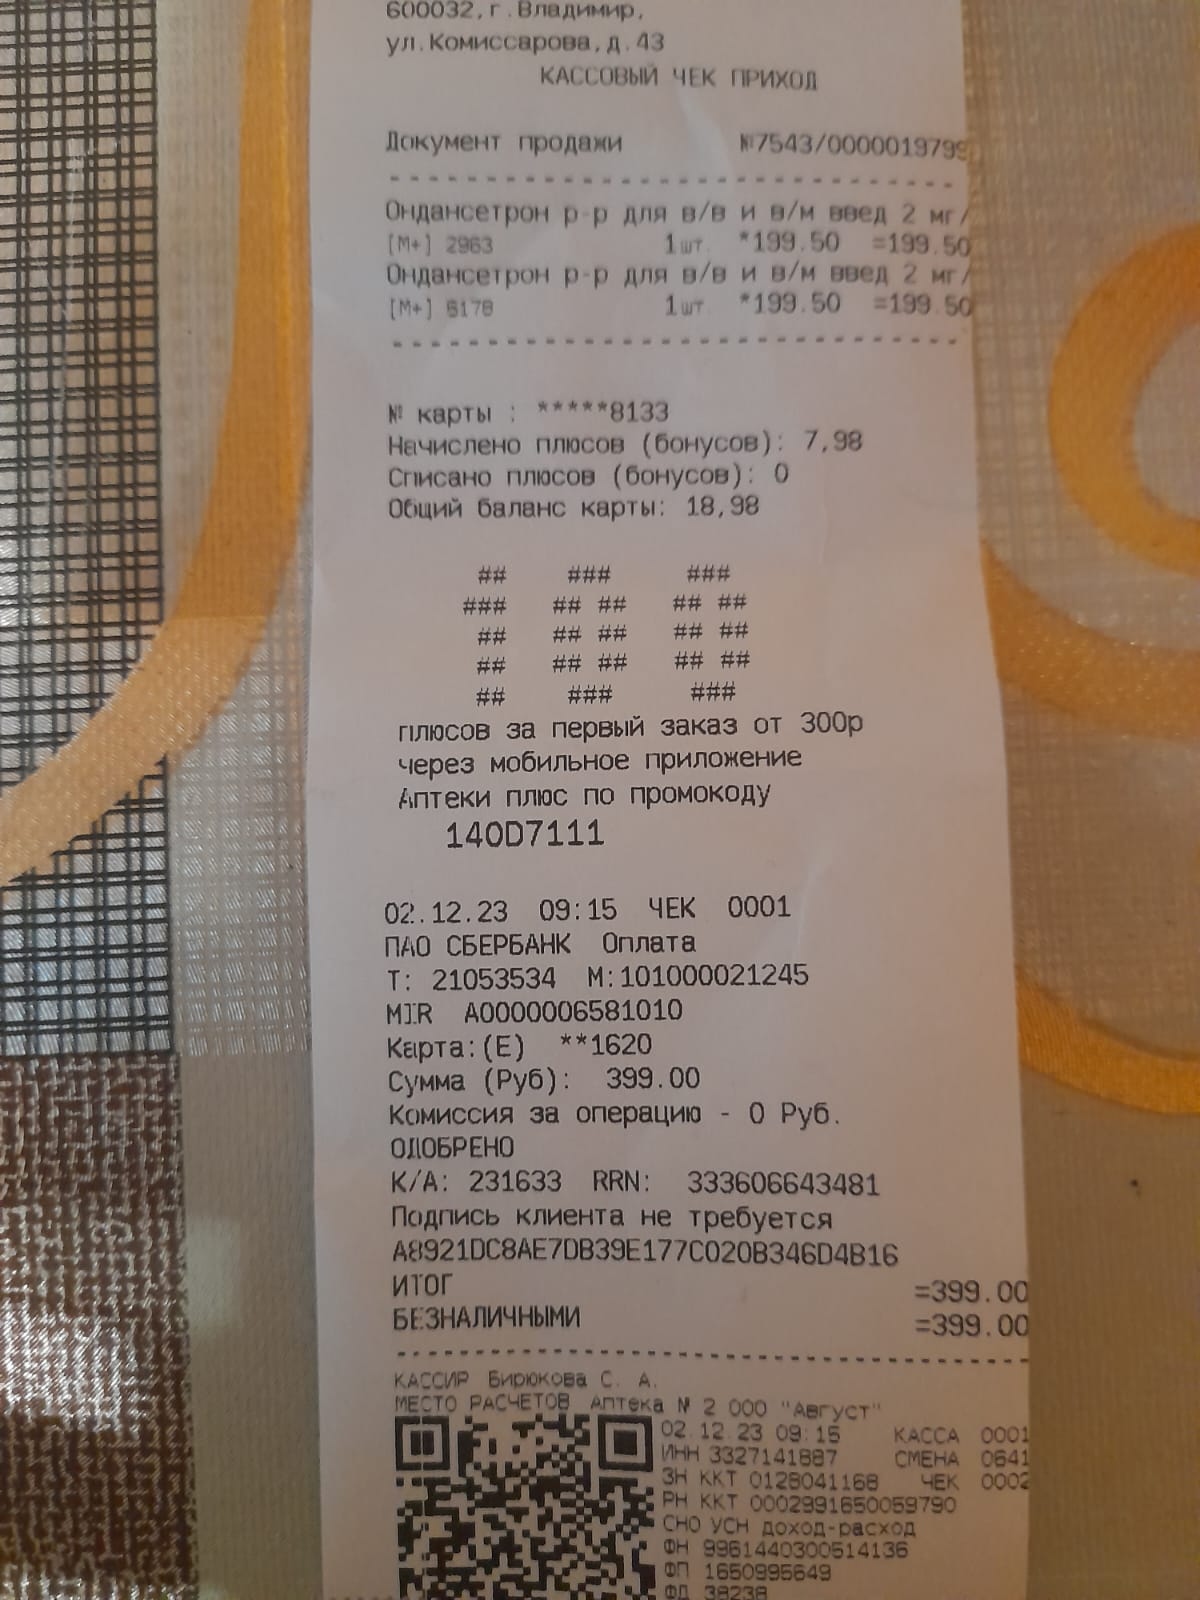 600032,г.Владимир,
ул.Комиссарова,д.43
КАССОВЫЙ ЧЕК ПРИХОД
Документ продажи №7543/0000019799
Ондансетрон р-р для в/в и в/м введ 2 мг/
[M+] 2963 1шт. *199.50 =199.50
Ондансетрон р-р для в/в и в/м введ 2 мг/
[M+] 6178 1шт. *199.50 =199.50
№ карты : *****8133
Начислено плюсов (бонусов): 7,98
Списано плюсов (бонусов): 0
Общий баланс карты: 18,98
## ### ###
### ## ## ## ##
## ## ## ## ##
## ## ## ## ##
## ### ###
плюсов за первый заказ от 300р
через мобильное приложение
Аптеки плюс по промокоду
140D7111
02.12.23 09:15 ЧЕК 0001
ПАО СБЕРБАНК Оплата
Т: 21053534 М:101000021245
MIR A0000006581010
Карта:(E) **1620
Сумма (Руб): 399.00
Комиссия за операцию - 0 Руб.
ОДОБРЕНО
К/А: 231633 RRN: 333606643481
Подпись клиента не требуется
A8921DC8AE7DB39E177C020B346D4B16
ИТОГ =399.00
БЕЗНАЛИЧНЫМИ =399.00
КАССИР Бирюкова С. А.
МЕСТО РАСЧЕТОВ Аптека № 2 ООО "Август"
02.12.23 09:15 КАССА 0001
ИНН 3327141887 СМЕНА 0641
ЗН ККТ 0128041168 ЧЕК 0002
РН ККТ 0002991650059790
СНО УСН доход-расход
ФН 9961440300514136
ФП 1650995649
ФД 38238